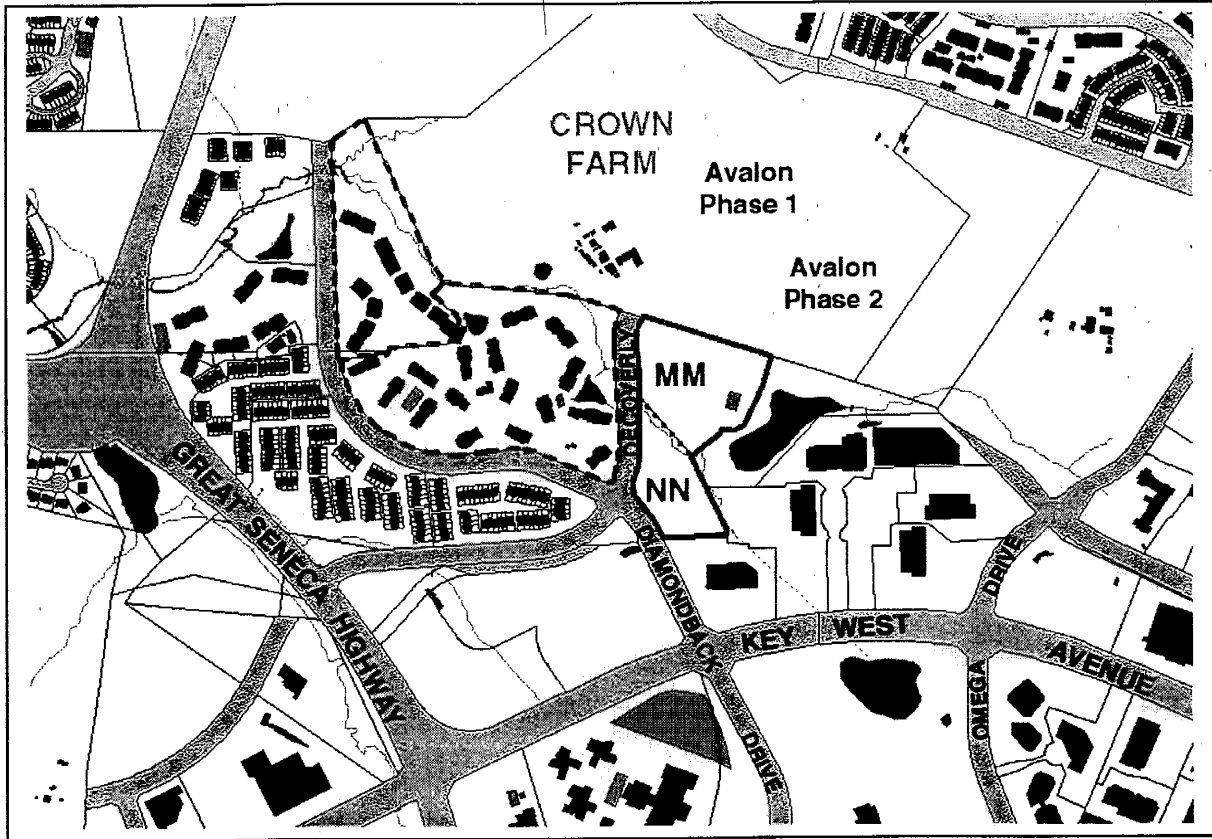 CROWN
FARM
Avalon
Phase 1
Avalon
Phase 2
DECOVERLY
MM
NN
GREAT SENECA HIGHWAY
DIAMONDBACK
DRIVE
KEY WEST
AVENUE
OMEGA
DRIVE